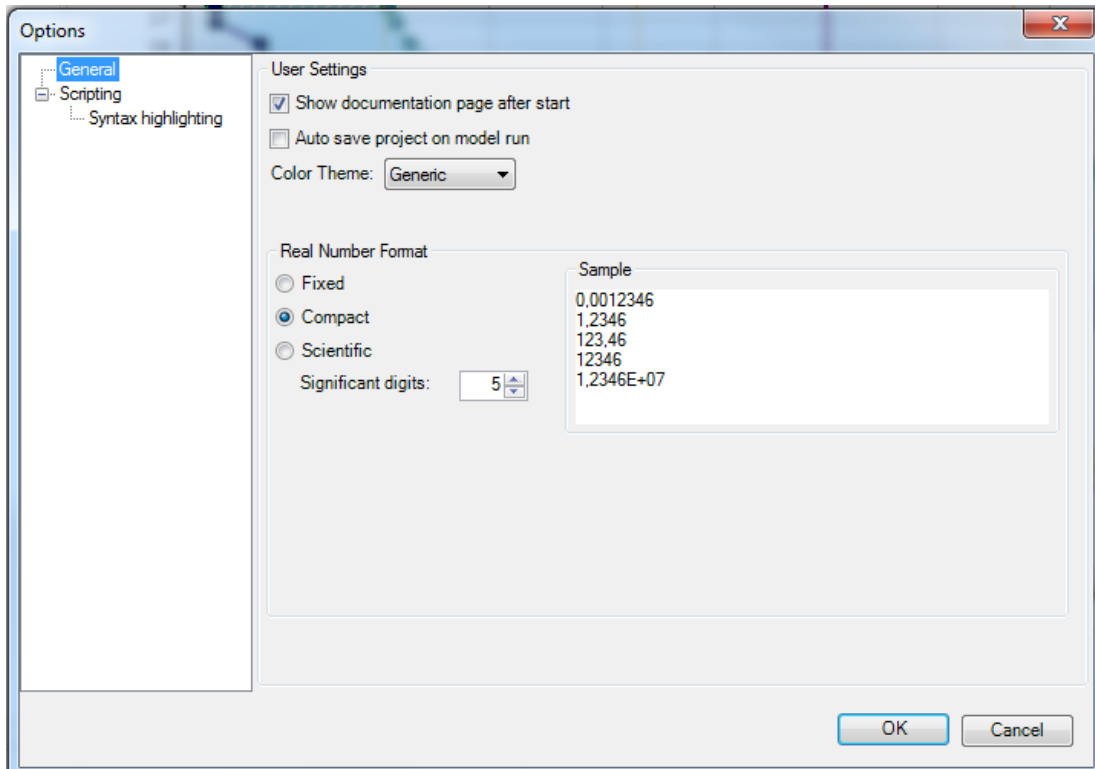 Options
General
Scripting
Syntax highlighting
User Settings
Show documentation page after start
Auto save project on model run
Color Theme: Generic
Real Number Format
Fixed
Compact
Scientific
Significant digits: 5
Sample
0,0012346
1,2346
123,46
12346
1,2346E+07
OK
Cancel